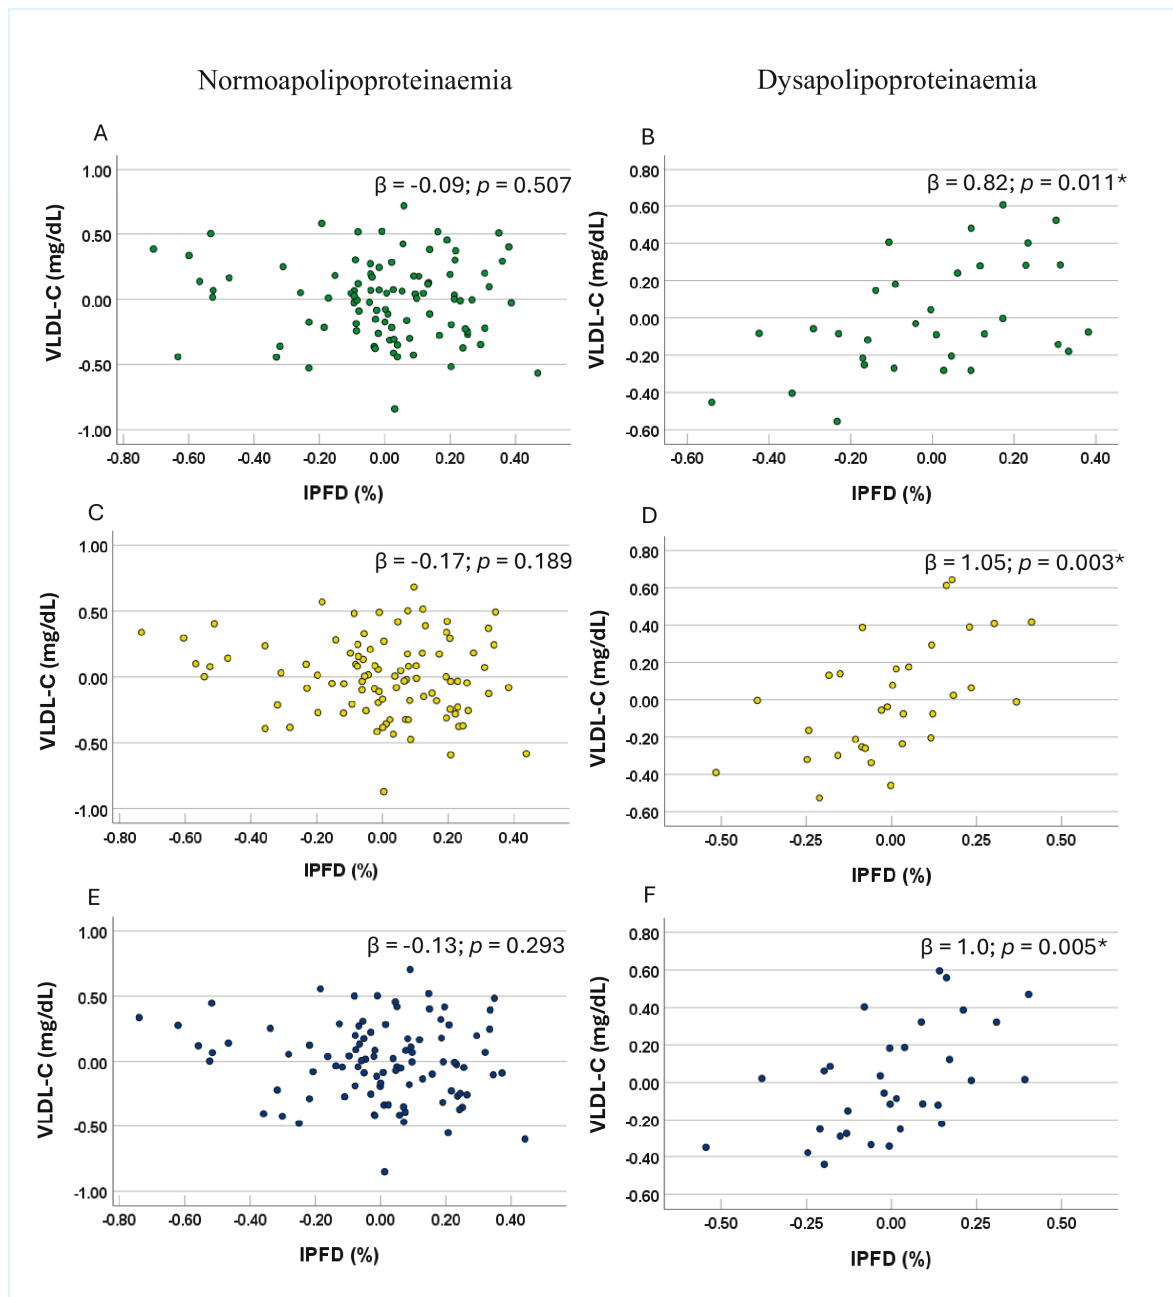 Normoapolipoproteinaemia
Dysapolipoproteinaemia
A
β = -0.09; p = 0.507
VLDL-C (mg/dL)
1.00
0.50
0.00
-0.50
-1.00
-0.80 -0.60 -0.40 -0.20 0.00 0.20 0.40
IPFD (%)
B
β = 0.82; p = 0.011*
VLDL-C (mg/dL)
0.80
0.60
0.40
0.20
0.00
-0.20
-0.40
-0.60
-0.60 -0.40 -0.20 0.00 0.20 0.40
IPFD (%)
C
β = -0.17; p = 0.189
VLDL-C (mg/dL)
1.00
0.50
0.00
-0.50
-1.00
-0.80 -0.60 -0.40 -0.20 0.00 0.20 0.40
IPFD (%)
D
β = 1.05; p = 0.003*
VLDL-C (mg/dL)
0.80
0.60
0.40
0.20
0.00
-0.20
-0.40
-0.60
-0.50 -0.25 0.00 0.25 0.50
IPFD (%)
E
β = -0.13; p = 0.293
VLDL-C (mg/dL)
1.00
0.50
0.00
-0.50
-1.00
-0.80 -0.60 -0.40 -0.20 0.00 0.20 0.40
IPFD (%)
F
β = 1.0; p = 0.005*
VLDL-C (mg/dL)
0.80
0.60
0.40
0.20
0.00
-0.20
-0.40
-0.60
-0.50 -0.25 0.00 0.25 0.50
IPFD (%)